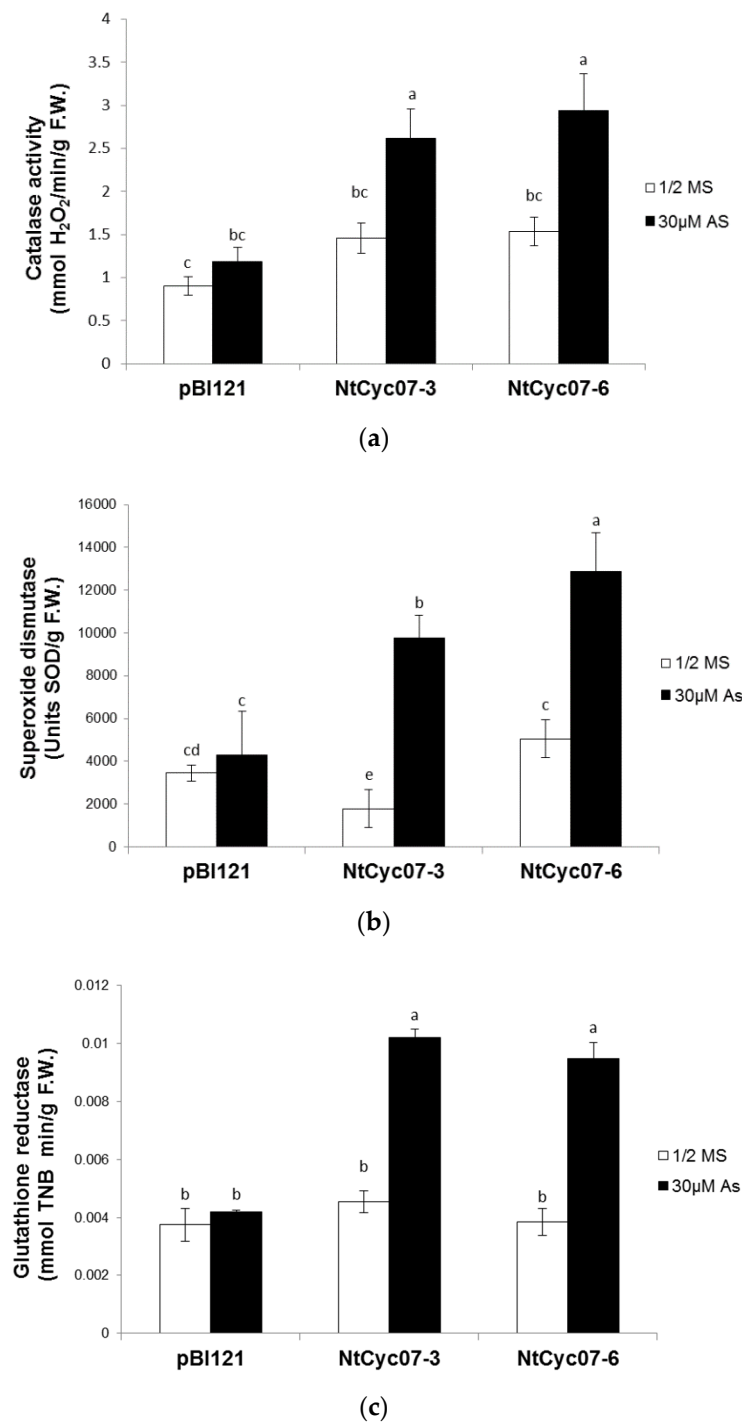 Catalase activity
(mmol H₂O₂/min/g F.W.)
4
3.5
3
2.5
2
1.5
1
0.5
0
c
bc
bc
a
bc
a
1/2 MS
30µM AS
pBI121
NtCyc07-3
NtCyc07-6
(a)
Superoxide dismutase
(Units SOD/g F.W.)
16000
14000
12000
10000
8000
6000
4000
2000
0
cd
c
e
b
c
a
1/2 MS
30µM As
pBI121
NtCyc07-3
NtCyc07-6
(b)
Glutathione reductase
(mmol TNB min/g F.W.)
0.012
0.01
0.008
0.006
0.004
0.002
0
b
b
b
a
b
a
1/2 MS
30µM As
pBI121
NtCyc07-3
NtCyc07-6
(c)